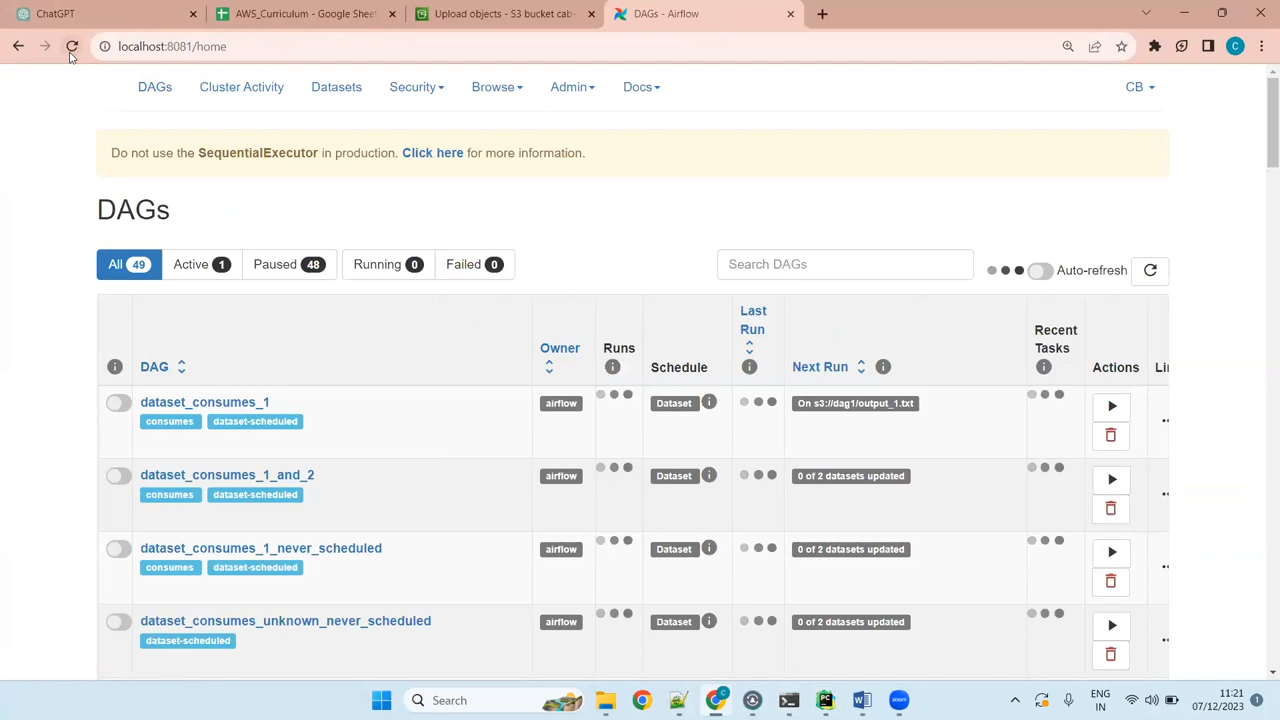 ChatGPT
AWS_Curriculum - Google Sheet
Upload objects - S3 bucket cab
DAGs - Airflow
localhost:8081/home
C
DAGs
Cluster Activity
Datasets
Security
Browse
Admin
Docs
CB
Do not use the SequentialExecutor in production. Click here for more information.
DAGs
All 49
Active 1
Paused 48
Running 0
Failed 0
Search DAGs
Auto-refresh
DAG
Owner
Runs
Schedule
Last Run
Next Run
Recent Tasks
Actions
Li
dataset_consumes_1
consumes dataset-scheduled
airflow
Dataset
On s3://dag1/output_1.txt
dataset_consumes_1_and_2
consumes dataset-scheduled
airflow
Dataset
0 of 2 datasets updated
dataset_consumes_1_never_scheduled
consumes dataset-scheduled
airflow
Dataset
0 of 2 datasets updated
dataset_consumes_unknown_never_scheduled
dataset-scheduled
airflow
Dataset
0 of 2 datasets updated
Search
ENG
IN
11:21
07/12/2023